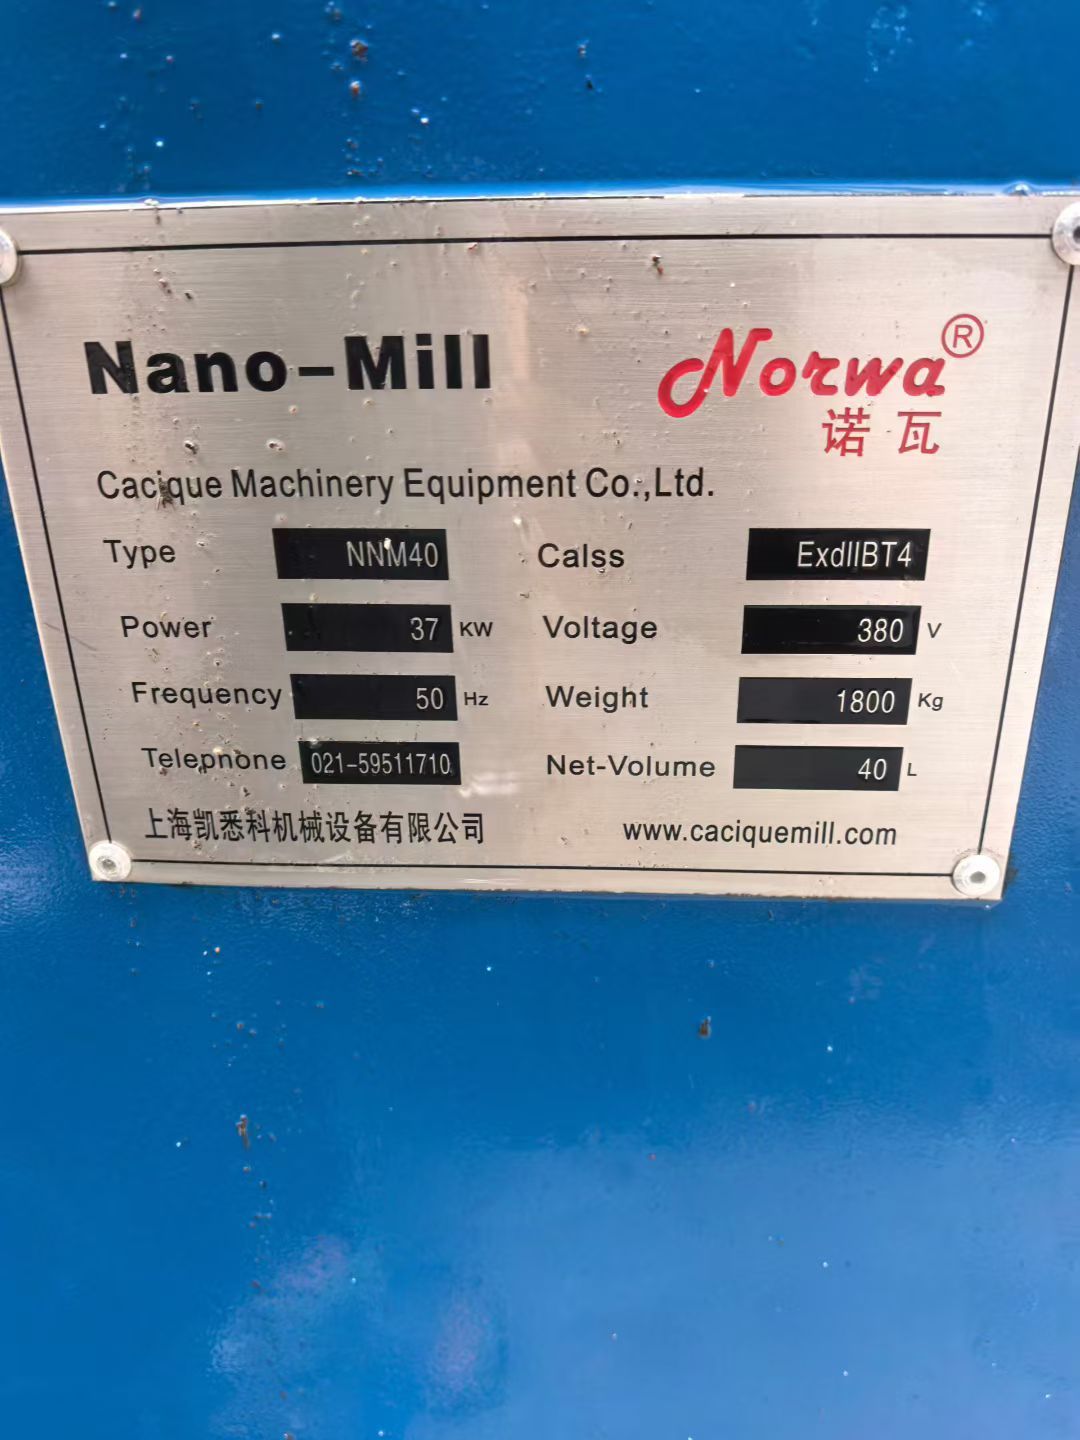 Nano-Mill
Norwa®
诺瓦
Cacique Machinery Equipment Co.,Ltd.
Type NNM40 Calss ExdIIBT4
Power 37 KW Voltage 380 V
Frequency 50 Hz Weight 1800 Kg
Telepnone 021-59511710 Net-Volume 40 L
上海凯悉科机械设备有限公司 www.caciquemill.com